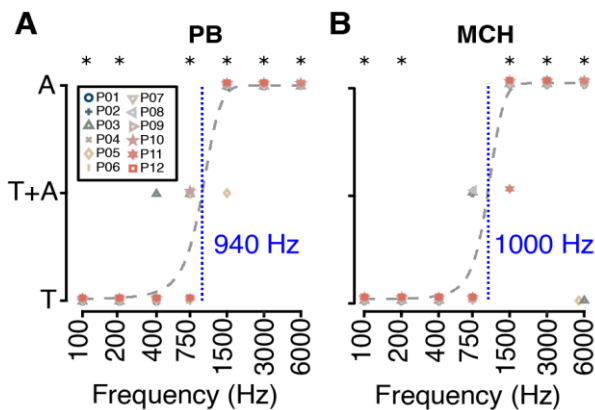 A PB
* * * * * *
A
T+A
T
P01 P07
P02 P08
P03 P09
P04 P10
P05 P11
P06 P12
940 Hz
100 200 400 750 1500 3000 6000
Frequency (Hz)
B MCH
* * * * *
1000 Hz
100 200 400 750 1500 3000 6000
Frequency (Hz)